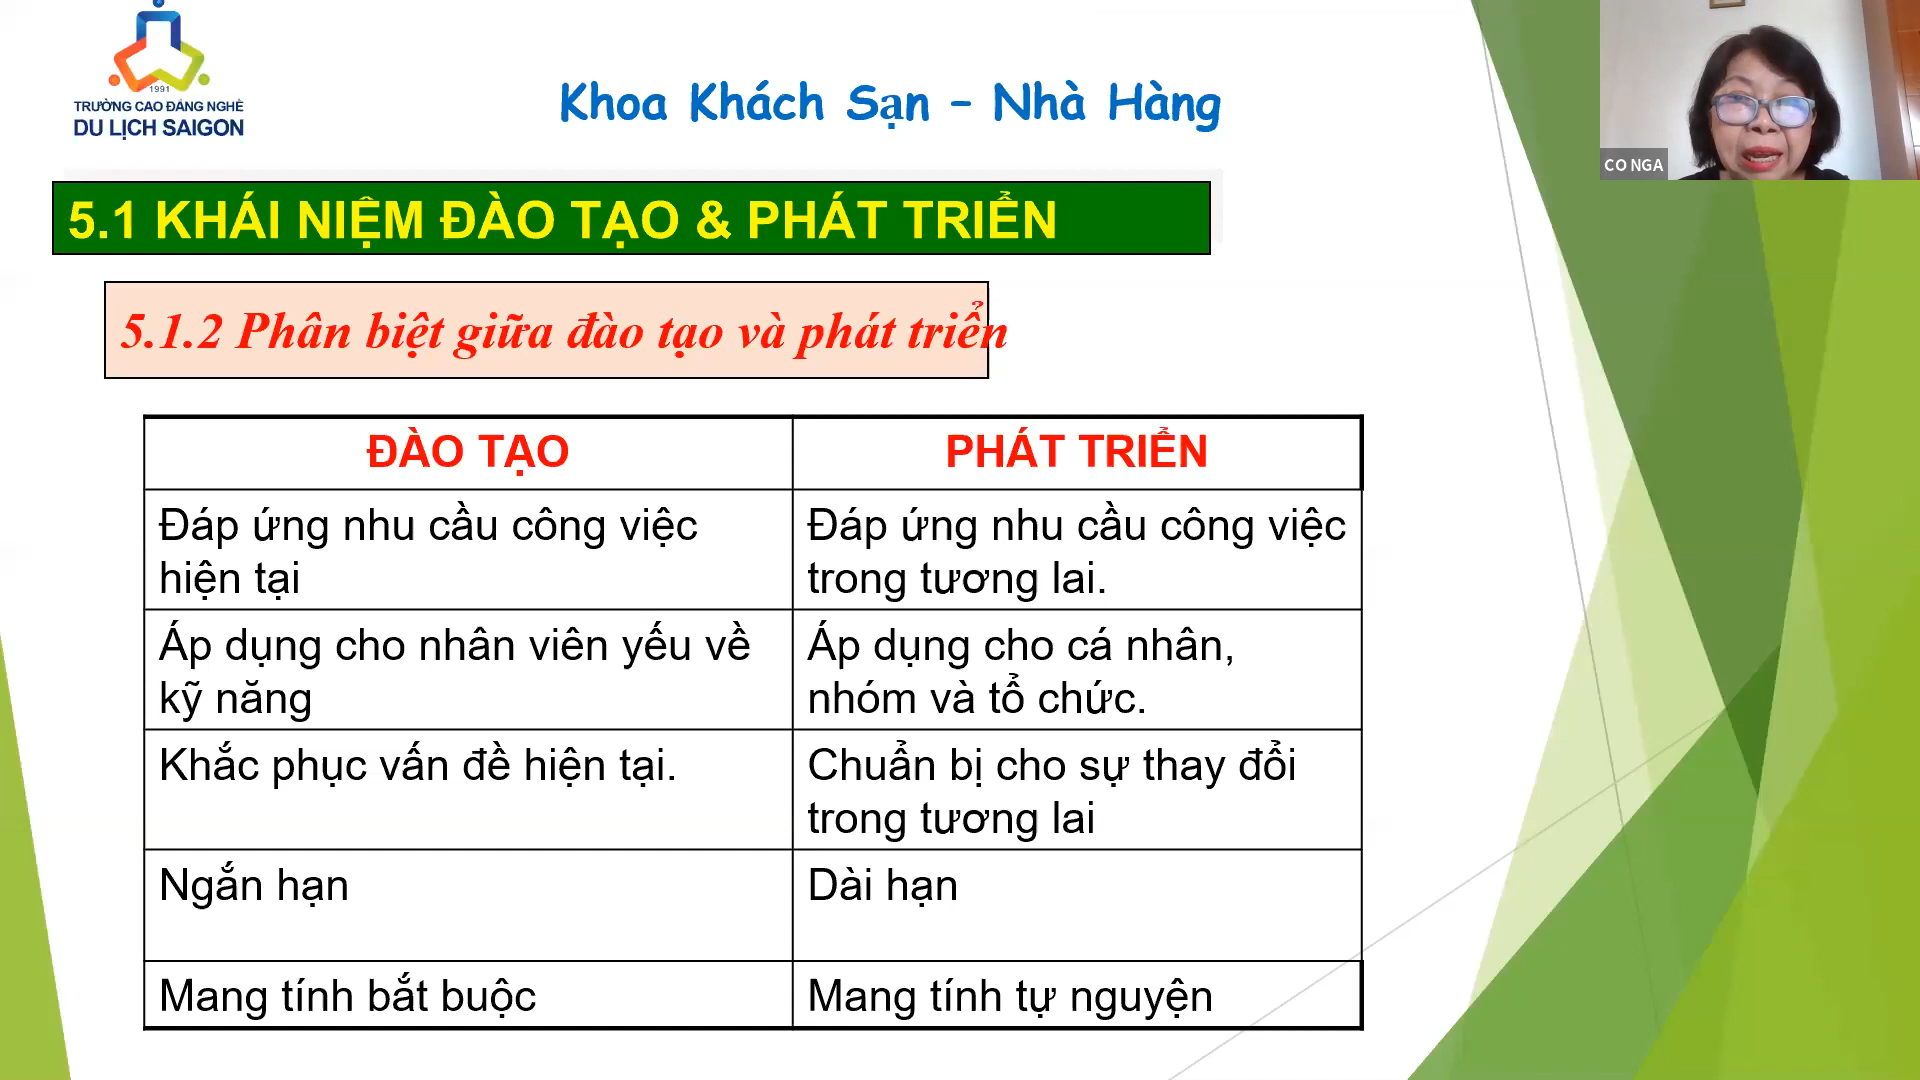 1991
TRƯỜNG CAO ĐẲNG NGHỀ
DU LỊCH SAIGON
Khoa Khách Sạn – Nhà Hàng
CO NGA
5.1 KHÁI NIỆM ĐÀO TẠO & PHÁT TRIỂN
5.1.2 Phân biệt giữa đào tạo và phát triển
ĐÀO TẠO
PHÁT TRIỂN
Đáp ứng nhu cầu công việc
hiện tại
Đáp ứng nhu cầu công việc
trong tương lai.
Áp dụng cho nhân viên yếu về
kỹ năng
Áp dụng cho cá nhân,
nhóm và tổ chức.
Khắc phục vấn đề hiện tại.
Chuẩn bị cho sự thay đổi
trong tương lai
Ngắn hạn
Dài hạn
Mang tính bắt buộc
Mang tính tự nguyện